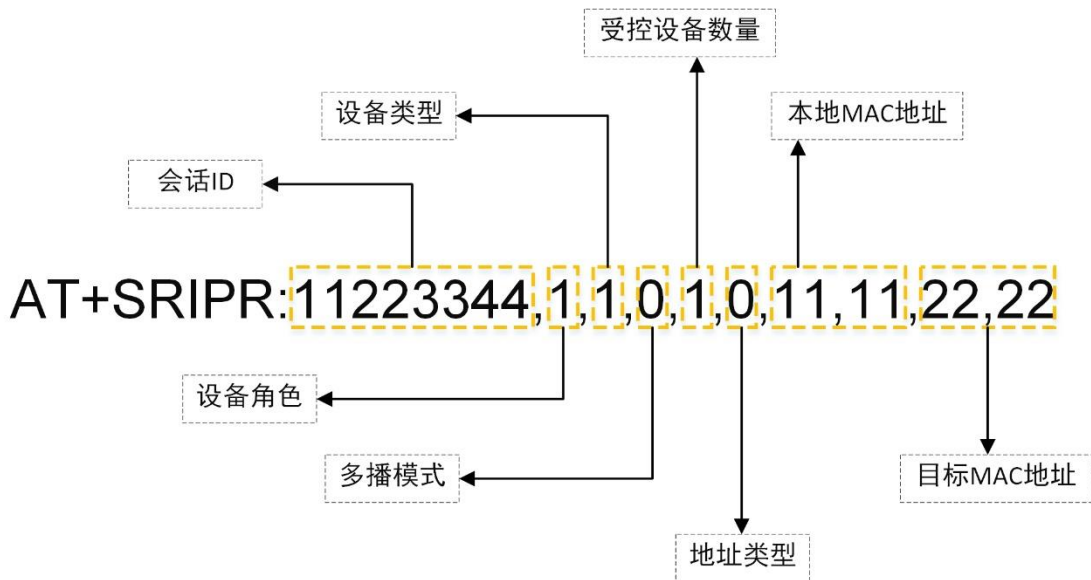 受控设备数量
设备类型
本地MAC地址
会话ID
AT+SRIPR:11223344,1,1,0,1,0,11,11,22,22
设备角色
多播模式
目标MAC地址
地址类型